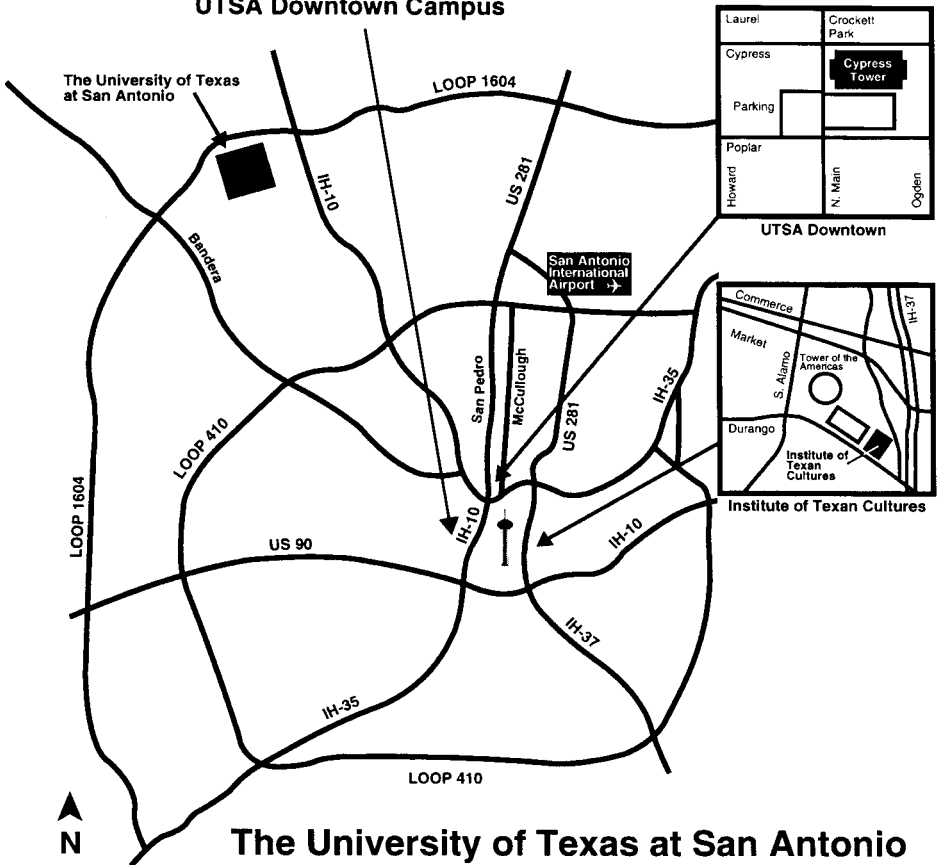 UTSA Downtown Campus
The University of Texas
at San Antonio
LOOP 1604
IH-10
US 281
Bandera
San Antonio
International
Airport
San Pedro
McCullough
US 281
IH-35
LOOP 410
LOOP 1604
US 90
IH-10
IH-10
IH-37
IH-35
LOOP 410
Laurel
Crockett
Park
Cypress
Cypress
Tower
Parking
Poplar
Howard
N. Main
Ogden
UTSA Downtown
Commerce
IH-37
Market
S. Alamo
Tower of the
Americas
Durango
Institute of
Texan
Cultures
Institute of Texan Cultures
N
The University of Texas at San Antonio